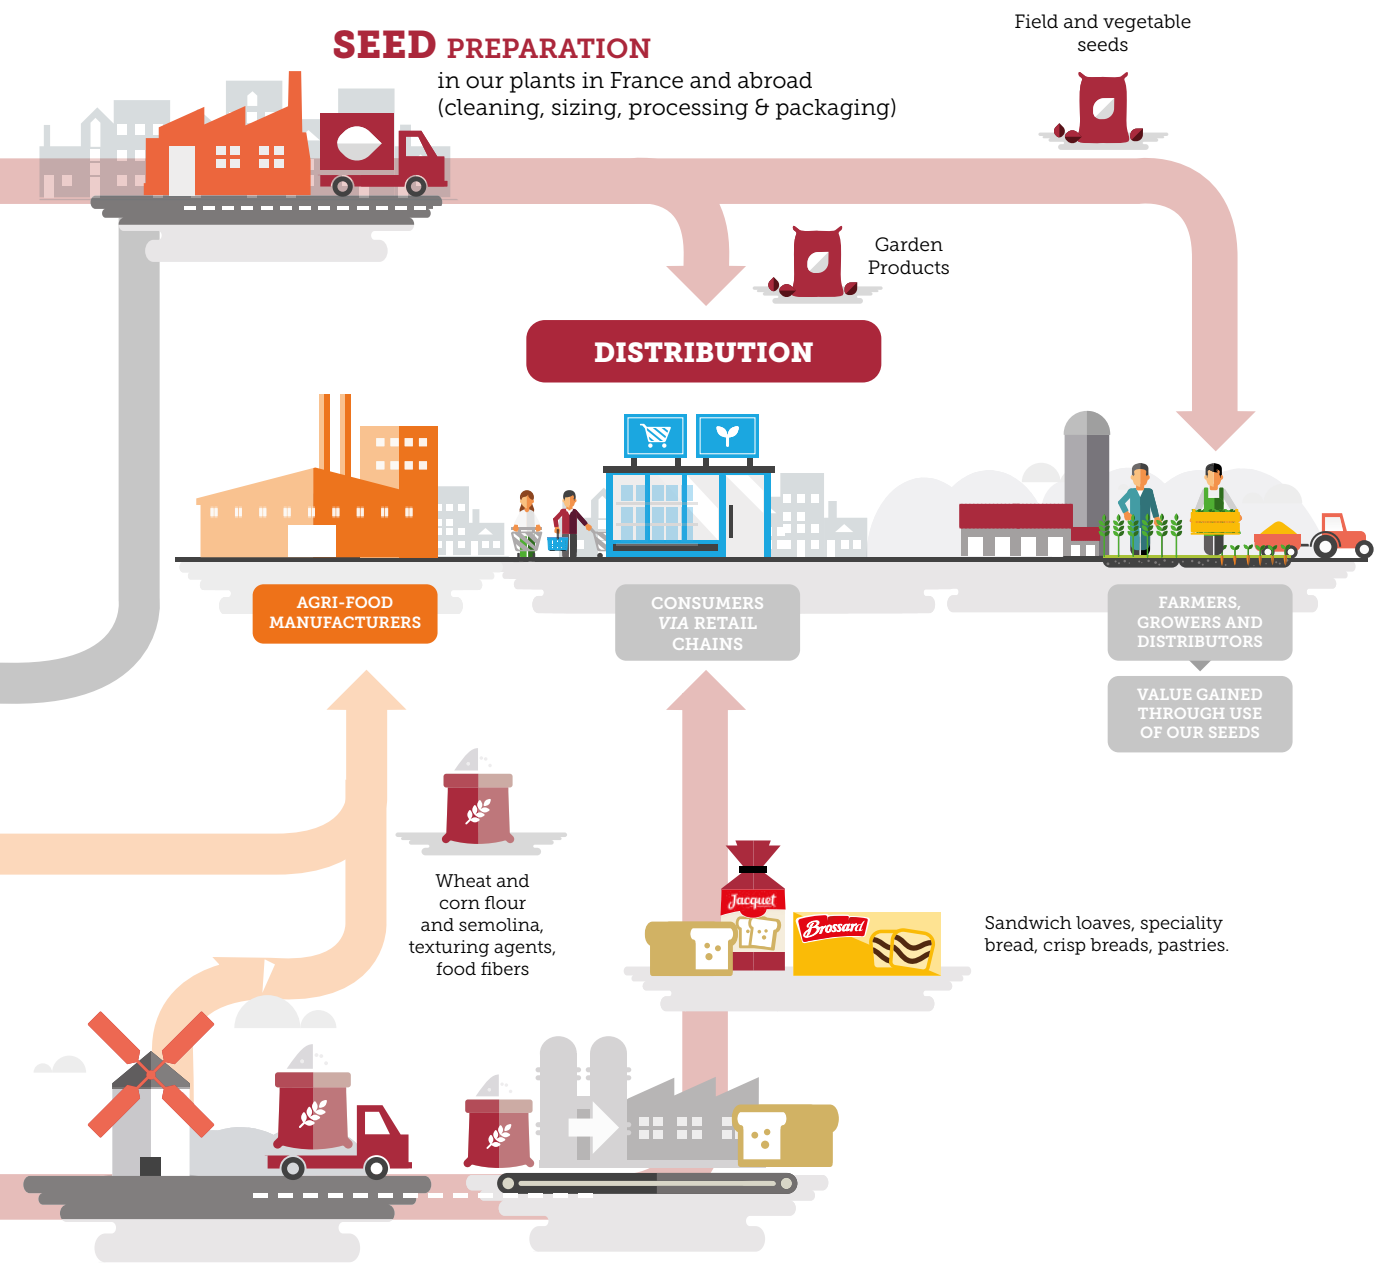 SEED PREPARATION
in our plants in France and abroad
(cleaning, sizing, processing & packaging)
Field and vegetable
seeds
Garden
Products
DISTRIBUTION
AGRI-FOOD
MANUFACTURERS
CONSUMERS
VIA RETAIL
CHAINS
FARMERS,
GROWERS AND
DISTRIBUTORS
VALUE GAINED
THROUGH USE
OF OUR SEEDS
Wheat and
corn flour
and semolina,
texturing agents,
food fibers
Jacquet
Brossard
Sandwich loaves, speciality
bread, crisp breads, pastries.